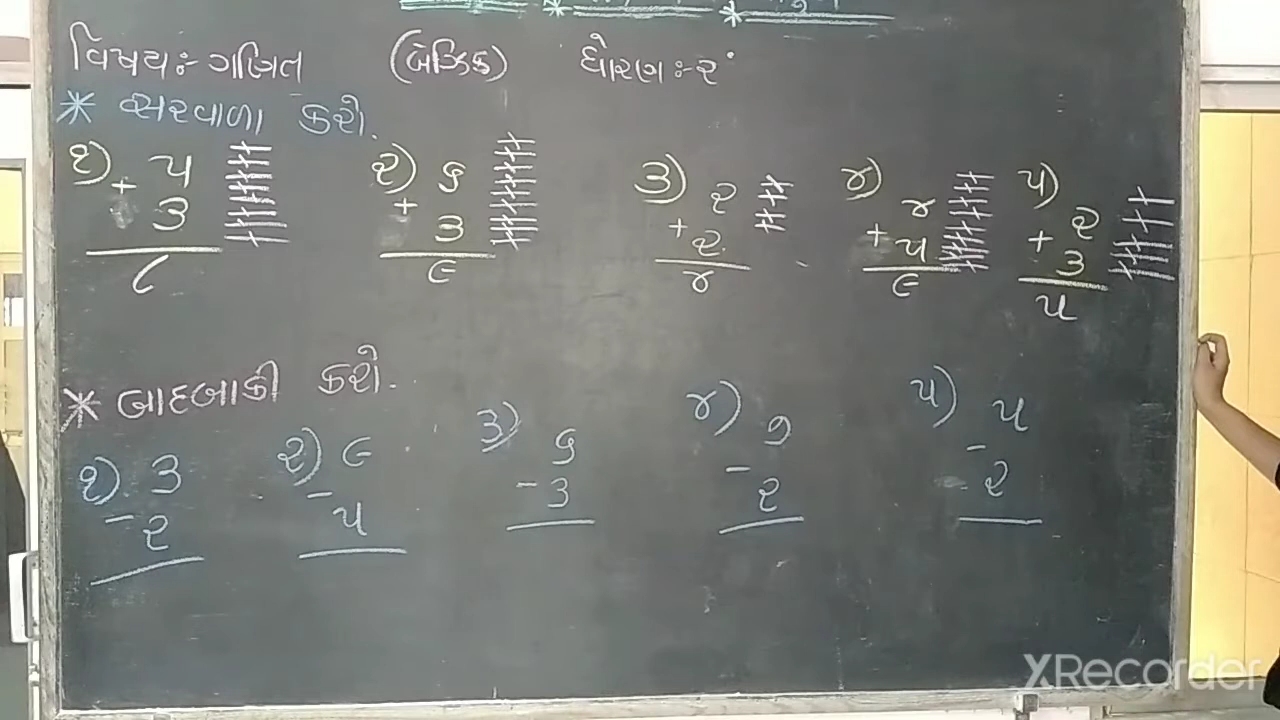 વિષયઃ- ગણિત (બેઝિક) ધોરણઃ-૨
* સરવાળા કરો.
૧) ૫ ૨) ૬ ૩) ૨ ૪) ૪ ૫) ૨
+ ૩ + ૩ + ૨ + ૫ + ૩
૮ ૯ ૪ ૯ ૫
* બાદબાકી કરો.
૧) ૩ ૨) ૯ ૩) ૬ ૪) ૭ ૫) ૫
- ૨ - ૫ - ૩ - ૨ - ૨
XRecorder